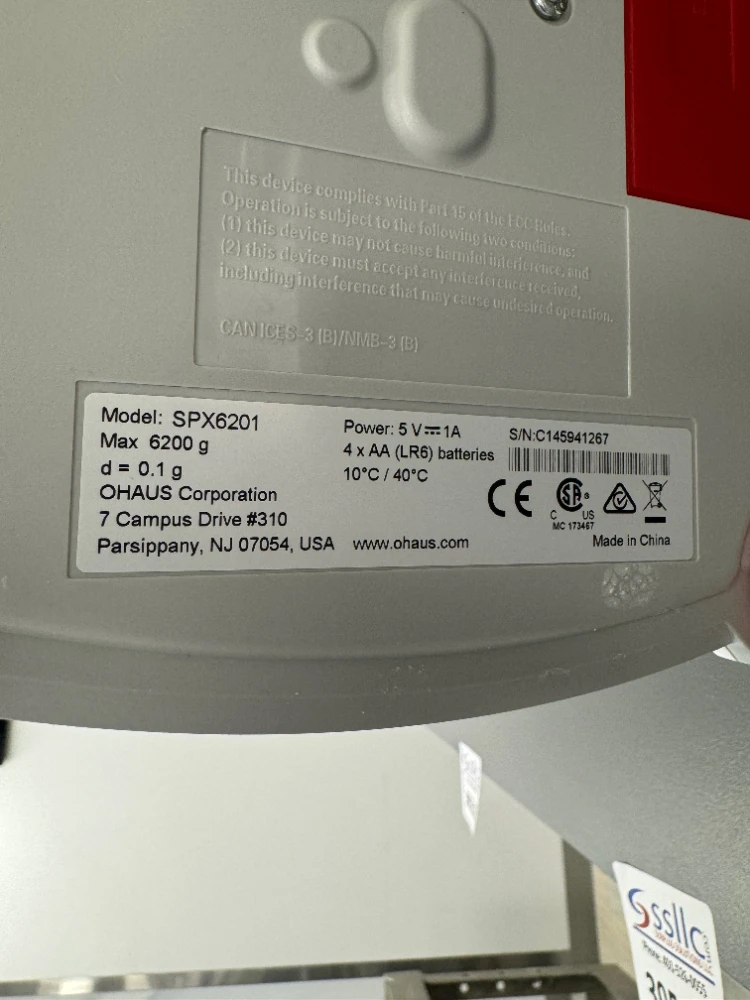 This device complies with Part 15 of the FCC Rules.
Operation is subject to the following two conditions:
(1) this device may not cause harmful interference, and
(2) this device must accept any interference received,
including interference that may cause undesired operation.
CAN ICES-3 (B)/NMB-3 (B)
Model: SPX6201
Max 6200 g
d = 0.1 g
OHAUS Corporation
7 Campus Drive #310
Parsippany, NJ 07054, USA www.ohaus.com
Power: 5 V⎓1A
4 x AA (LR6) batteries
10°C / 40°C
S/N:C145941267
CE
C US
MC 173467
Made in China
ssllc